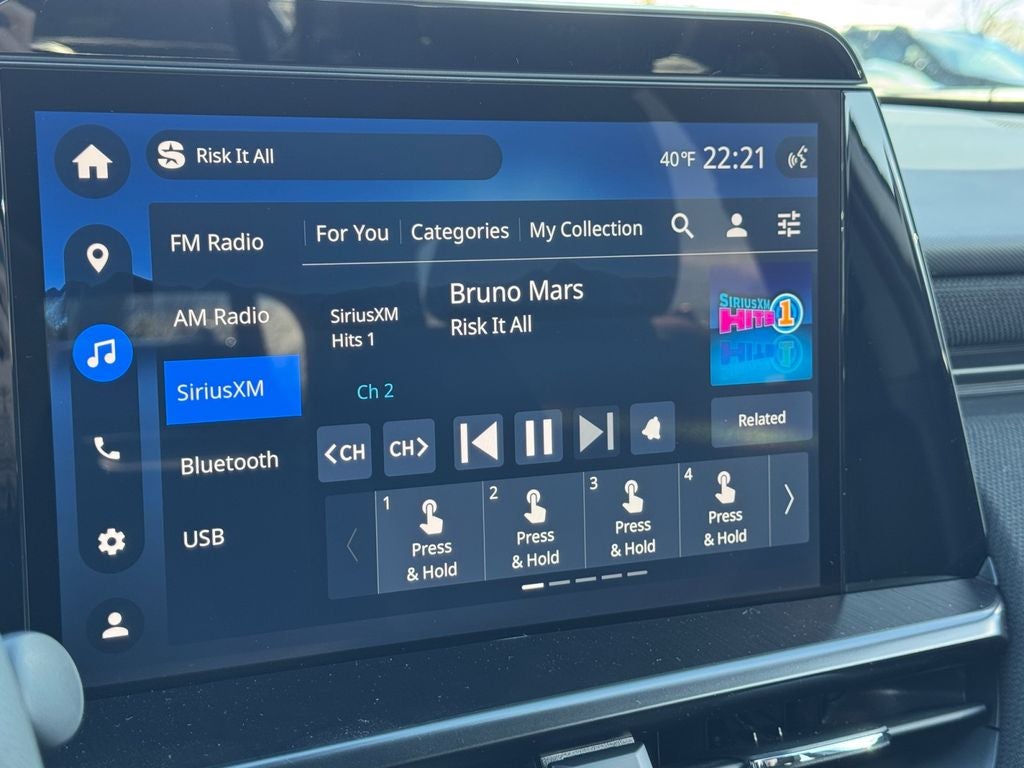 Risk It All
40°F 22:21
FM Radio
For You
Categories
My Collection
AM Radio
SiriusXM
Hits 1
Bruno Mars
Risk It All
SIRIUSXM
HITS 1
SiriusXM
Ch 2
<CH
CH>
Related
Bluetooth
USB
1
Press
& Hold
2
Press
& Hold
3
Press
& Hold
4
Press
& Hold